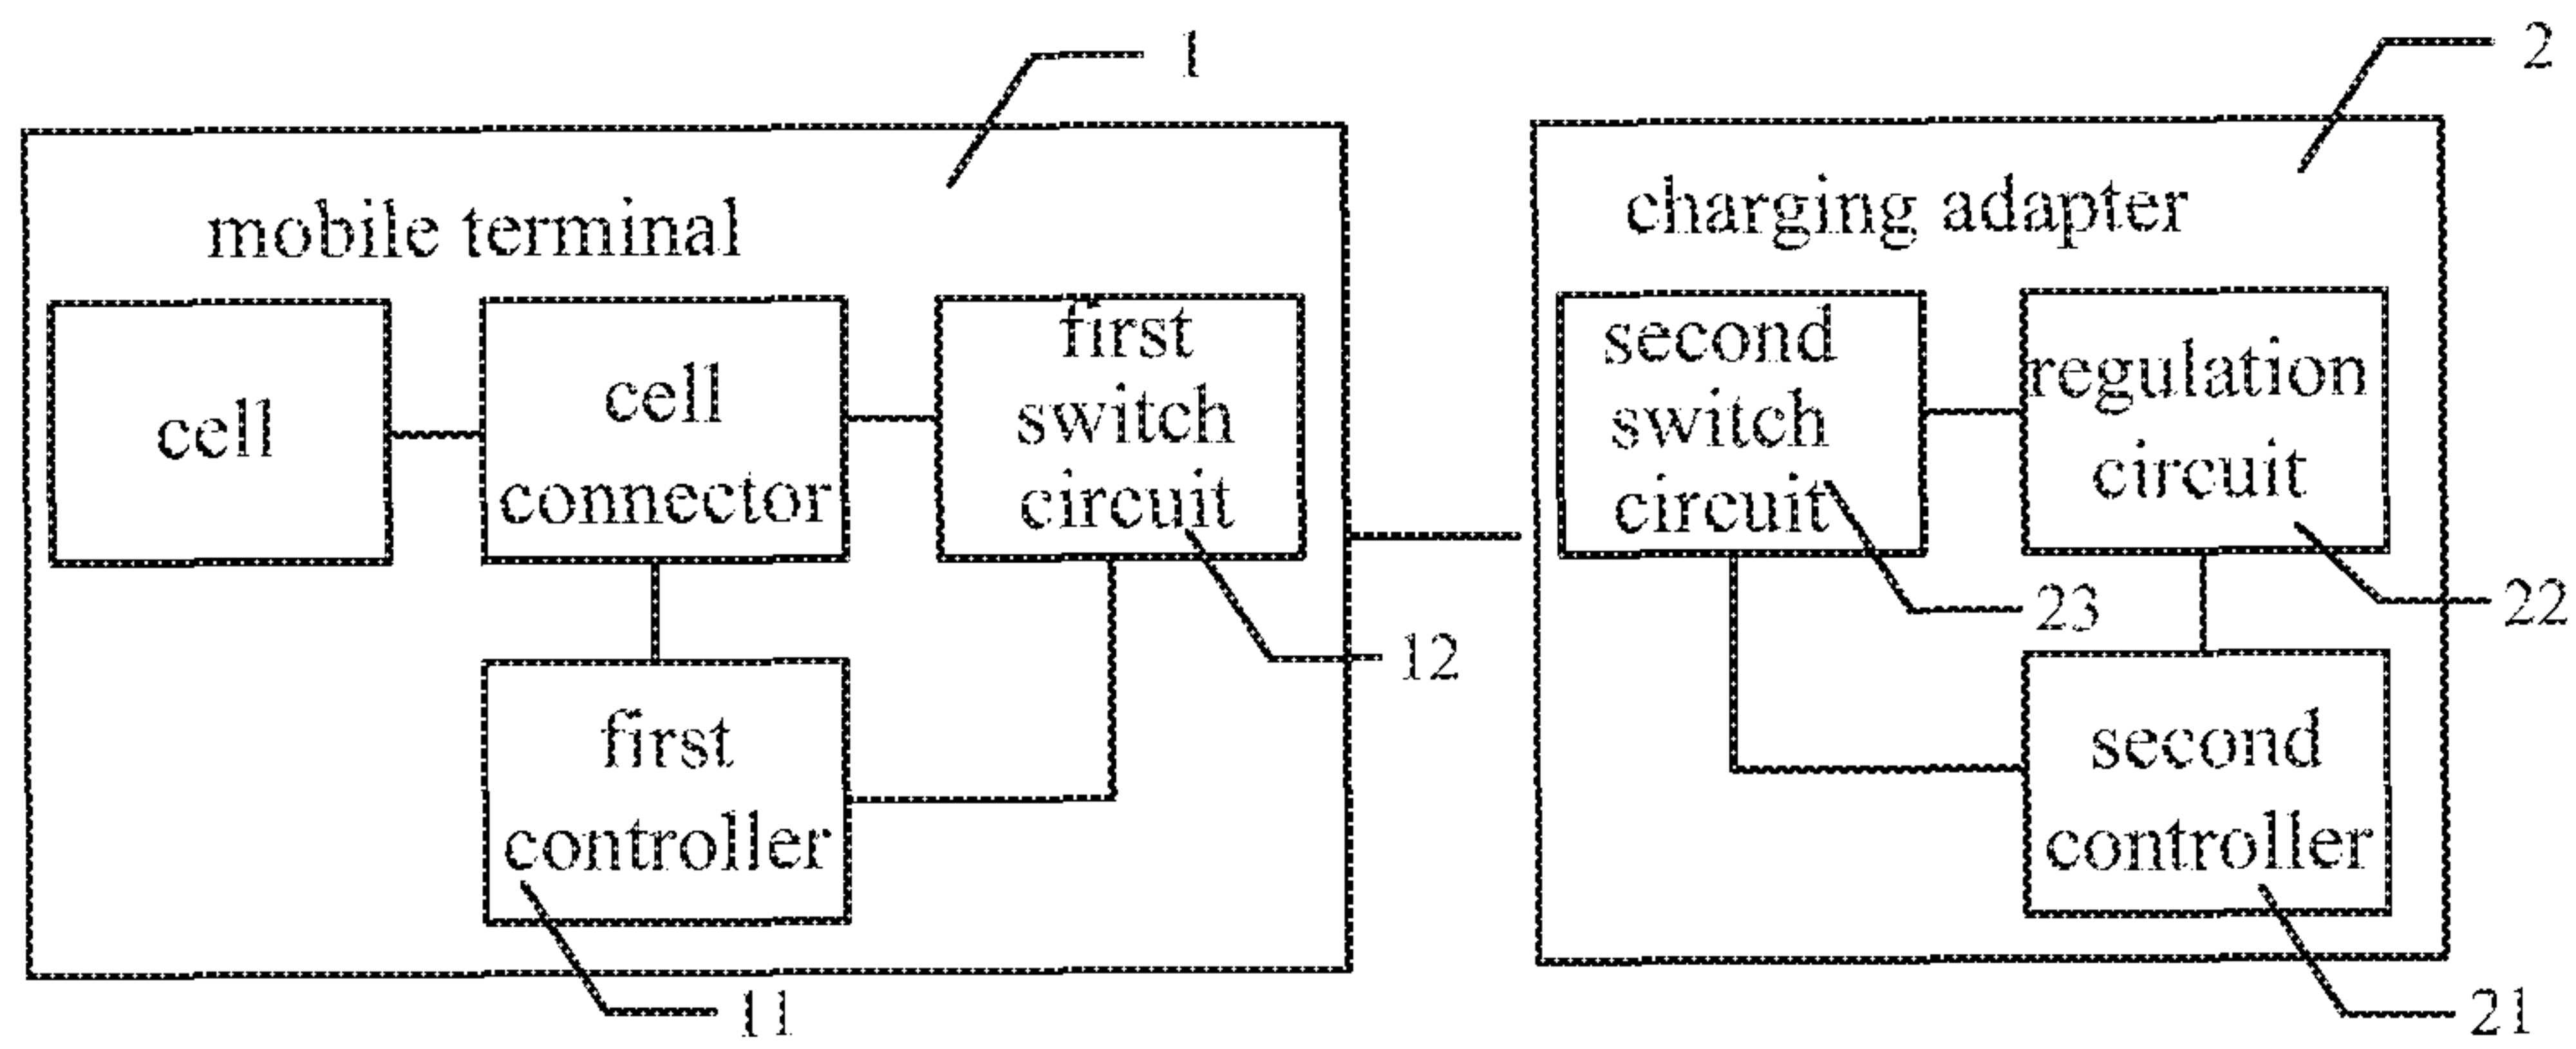 1
2
mobile terminal
charging adapter
cell
cell
connector
first
switch
circuit
second
switch
circuit
regulation
circuit
23
22
12
first
controller
second
controller
11
21